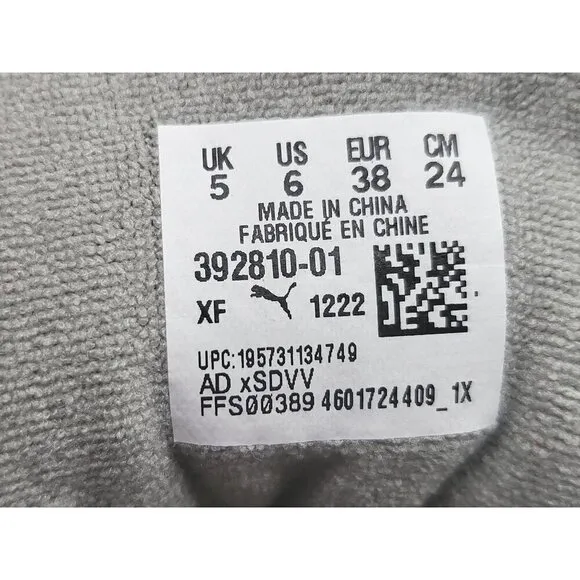 UK US EUR CM
5 6 38 24
MADE IN CHINA
FABRIQUÉ EN CHINE
392810-01
XF 1222
UPC:195731134749
AD xSDVV
FFS00389 4601724409_1X